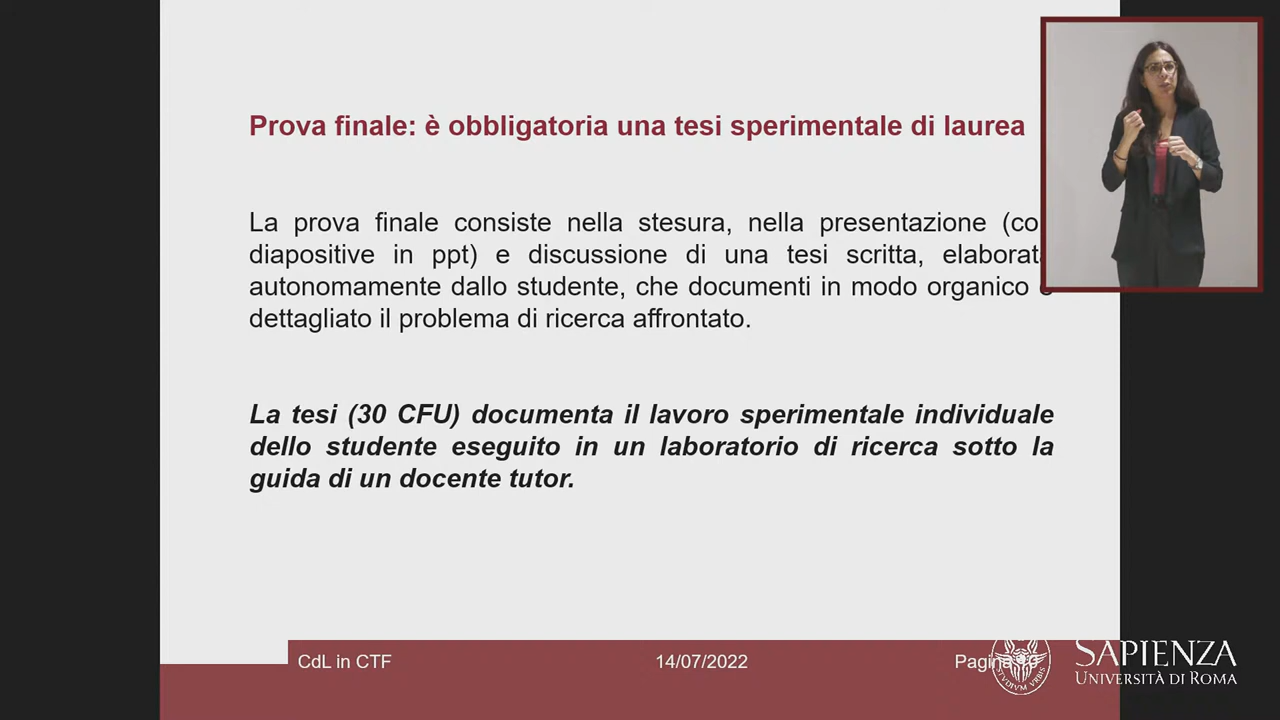 Prova finale: è obbligatoria una tesi sperimentale di laurea
La prova finale consiste nella stesura, nella presentazione (co
diapositive in ppt) e discussione di una tesi scritta, elaborat
autonomamente dallo studente, che documenti in modo organico
dettagliato il problema di ricerca affrontato.
La tesi (30 CFU) documenta il lavoro sperimentale individuale
dello studente eseguito in un laboratorio di ricerca sotto la
guida di un docente tutor.
CdL in CTF
14/07/2022
Pagina
STUDIUM URBIS
SAPIENZA
UNIVERSITÀ DI ROMA